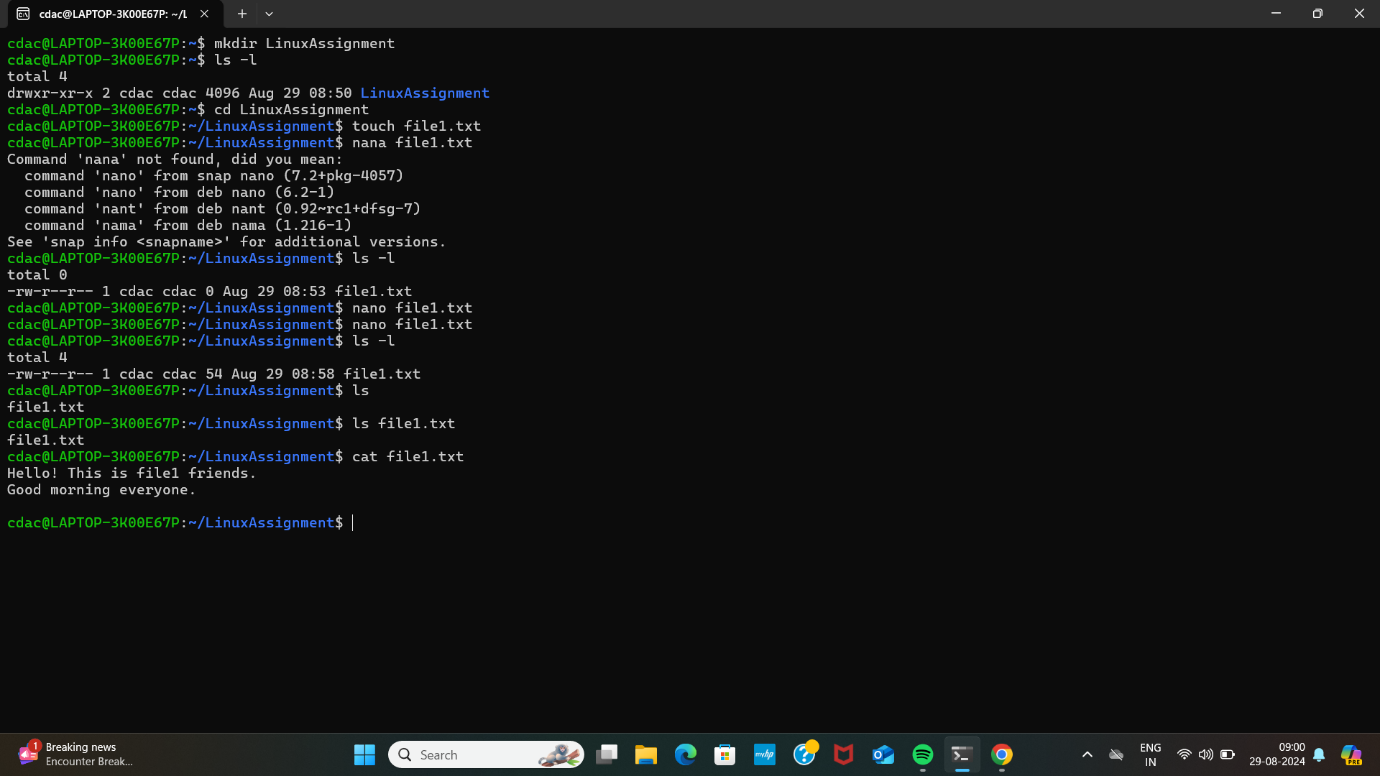 cdac@LAPTOP-3K00E67P: ~/L
cdac@LAPTOP-3K00E67P:~$ mkdir LinuxAssignment
cdac@LAPTOP-3K00E67P:~$ ls -l
total 4
drwxr-xr-x 2 cdac cdac 4096 Aug 29 08:50 LinuxAssignment
cdac@LAPTOP-3K00E67P:~$ cd LinuxAssignment
cdac@LAPTOP-3K00E67P:~/LinuxAssignment$ touch file1.txt
cdac@LAPTOP-3K00E67P:~/LinuxAssignment$ nana file1.txt
Command 'nana' not found, did you mean:
  command 'nano' from snap nano (7.2+pkg-4057)
  command 'nano' from deb nano (6.2-1)
  command 'nant' from deb nant (0.92~rc1+dfsg-7)
  command 'nama' from deb nama (1.216-1)
See 'snap info <snapname>' for additional versions.
cdac@LAPTOP-3K00E67P:~/LinuxAssignment$ ls -l
total 0
-rw-r--r-- 1 cdac cdac 0 Aug 29 08:53 file1.txt
cdac@LAPTOP-3K00E67P:~/LinuxAssignment$ nano file1.txt
cdac@LAPTOP-3K00E67P:~/LinuxAssignment$ nano file1.txt
cdac@LAPTOP-3K00E67P:~/LinuxAssignment$ ls -l
total 4
-rw-r--r-- 1 cdac cdac 54 Aug 29 08:58 file1.txt
cdac@LAPTOP-3K00E67P:~/LinuxAssignment$ ls
file1.txt
cdac@LAPTOP-3K00E67P:~/LinuxAssignment$ ls file1.txt
file1.txt
cdac@LAPTOP-3K00E67P:~/LinuxAssignment$ cat file1.txt
Hello! This is file1 friends.
Good morning everyone.
cdac@LAPTOP-3K00E67P:~/LinuxAssignment$
1
Breaking news
Encounter Break...
Search
myhp
ENG
IN
09:00
29-08-2024
PRE